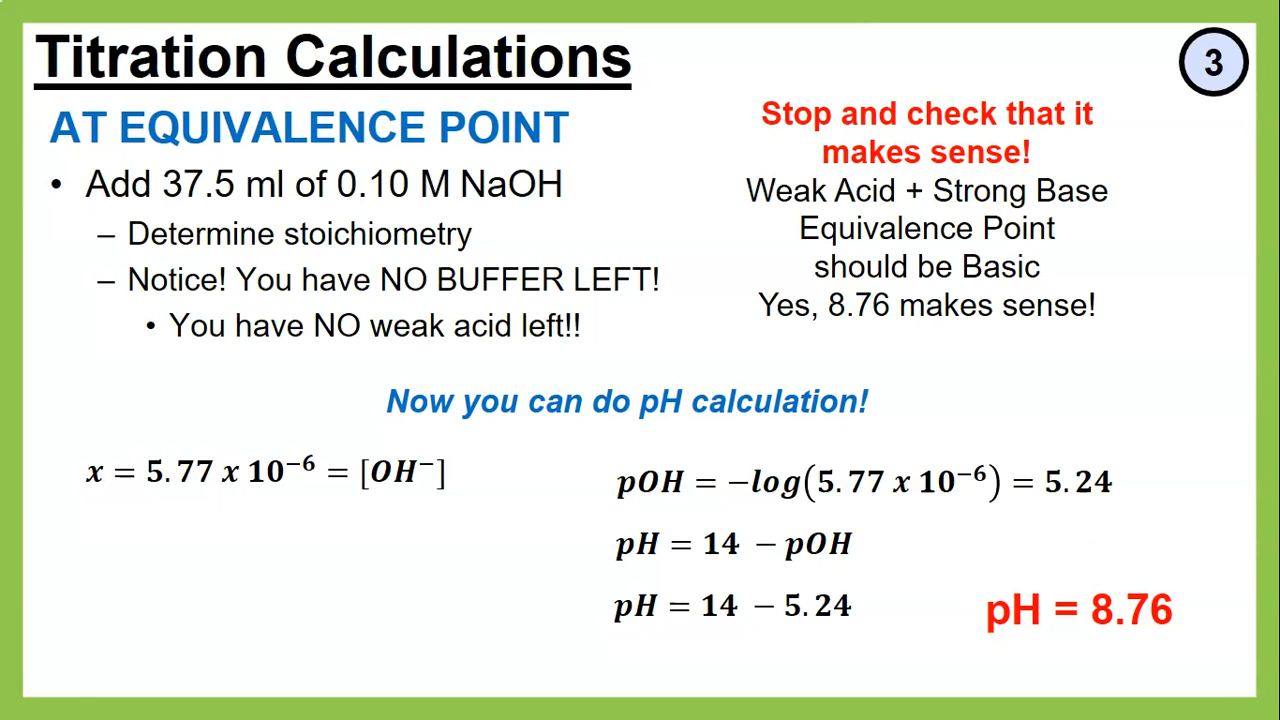 Titration Calculations
3
AT EQUIVALENCE POINT
• Add 37.5 ml of 0.10 M NaOH
– Determine stoichiometry
– Notice! You have NO BUFFER LEFT!
• You have NO weak acid left!!
Stop and check that it
makes sense!
Weak Acid + Strong Base
Equivalence Point
should be Basic
Yes, 8.76 makes sense!
Now you can do pH calculation!
x = 5.77 x 10⁻⁶ = [OH⁻]
pOH = −log(5.77 x 10⁻⁶) = 5.24
pH = 14 − pOH
pH = 14 − 5.24
pH = 8.76